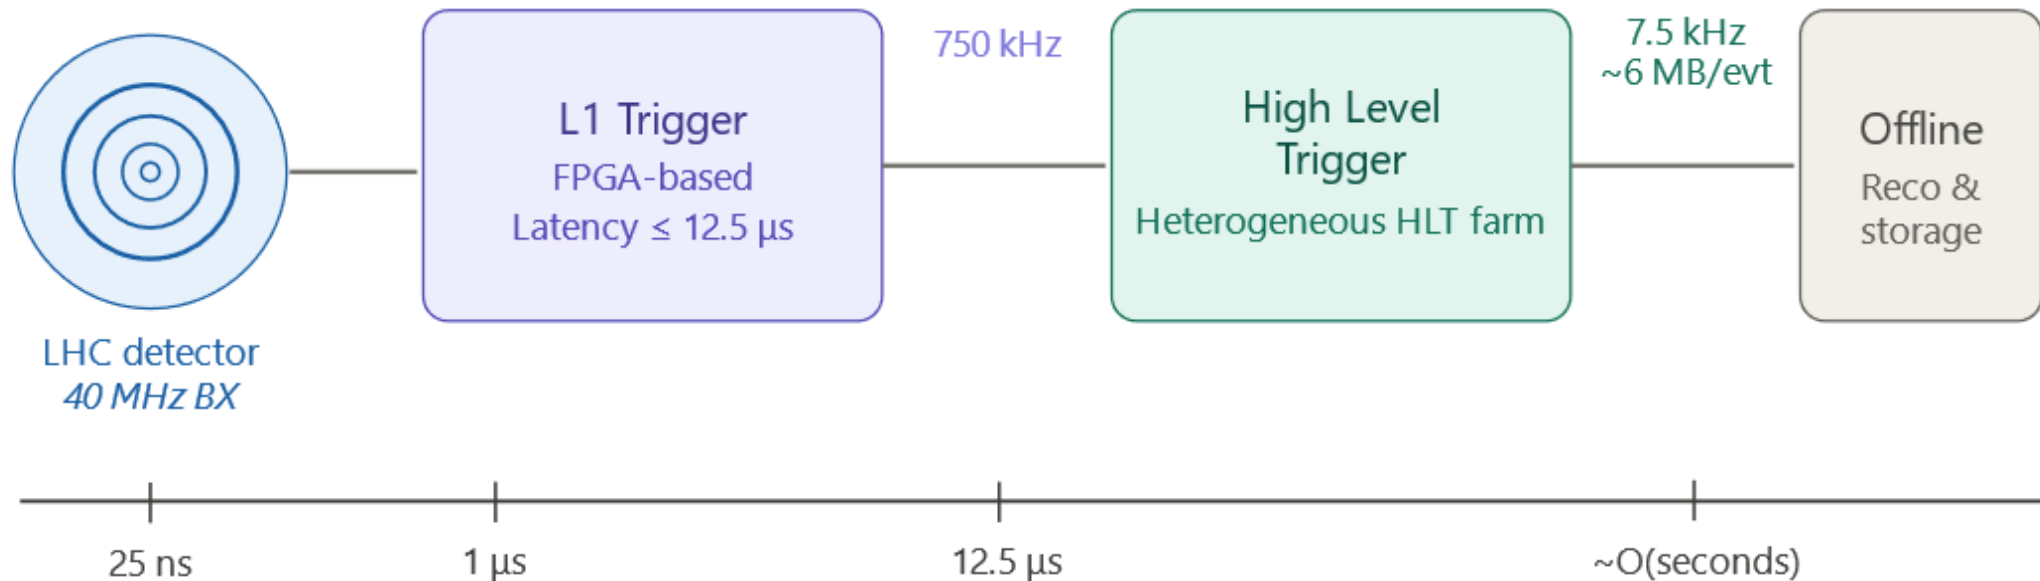 LHC detector
40 MHz BX
L1 Trigger
FPGA-based
Latency ≤ 12.5 µs
750 kHz
High Level
Trigger
Heterogeneous HLT farm
7.5 kHz
~6 MB/evt
Offline
Reco &
storage
25 ns
1 µs
12.5 µs
~O(seconds)